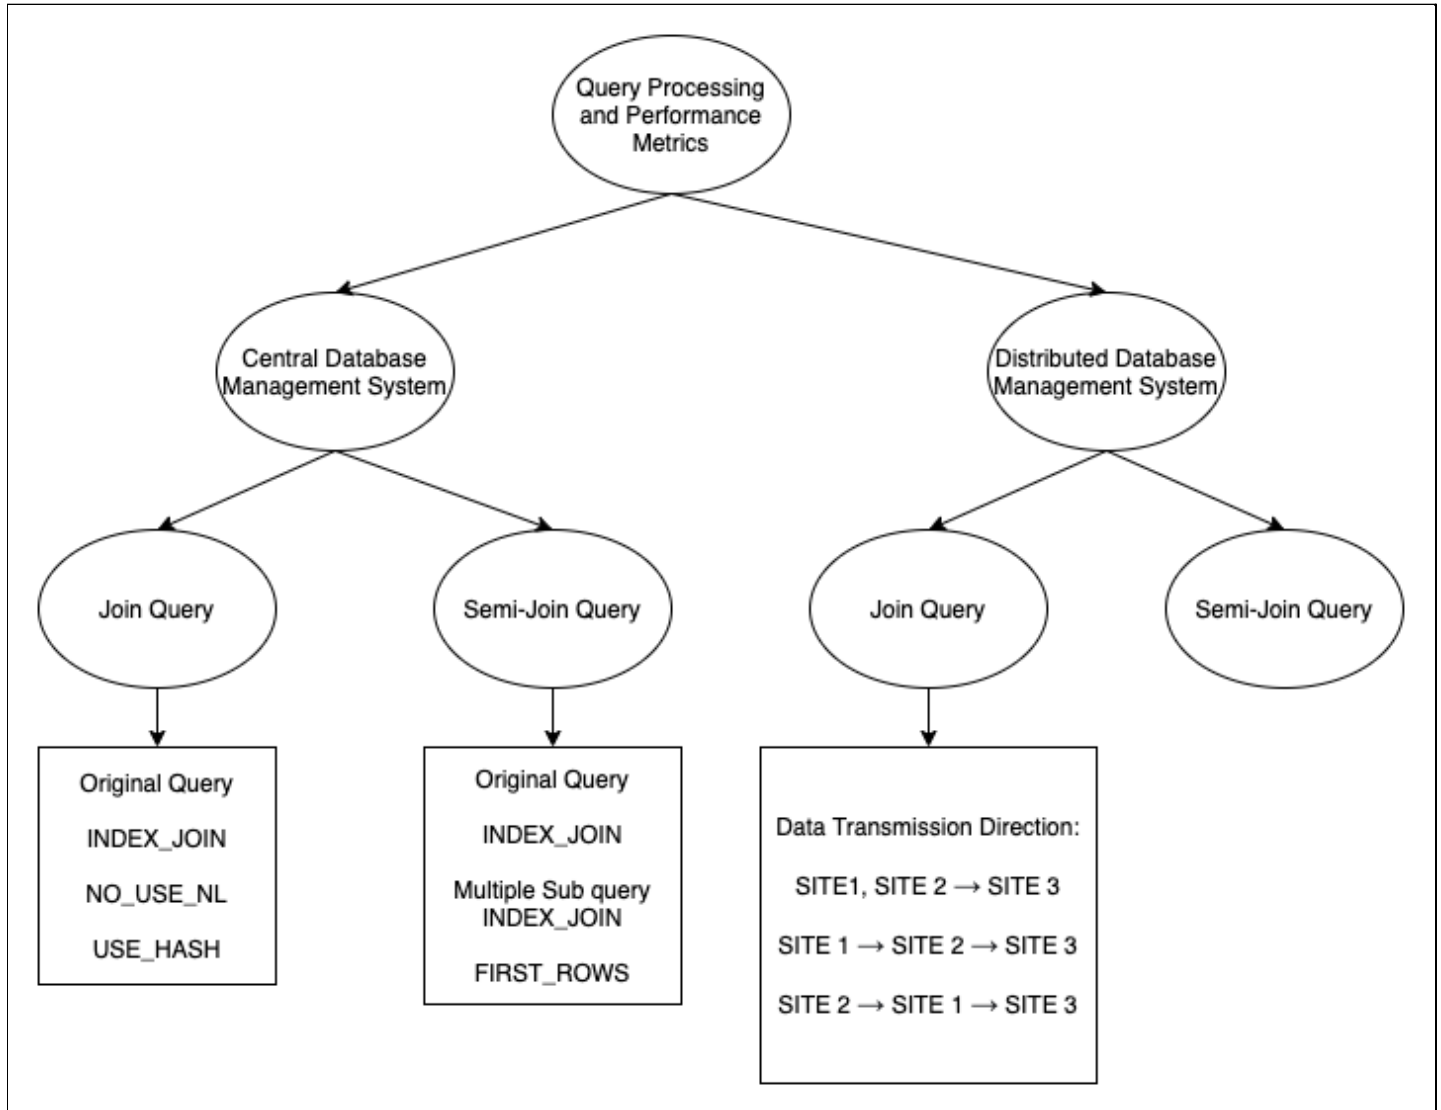 Query Processing
and Performance
Metrics
Central Database
Management System
Distributed Database
Management System
Join Query
Semi-Join Query
Join Query
Semi-Join Query
Original Query
INDEX_JOIN
NO_USE_NL
USE_HASH
Original Query
INDEX_JOIN
Multiple Sub query
INDEX_JOIN
FIRST_ROWS
Data Transmission Direction:
SITE1, SITE 2 → SITE 3
SITE 1 → SITE 2 → SITE 3
SITE 2 → SITE 1 → SITE 3